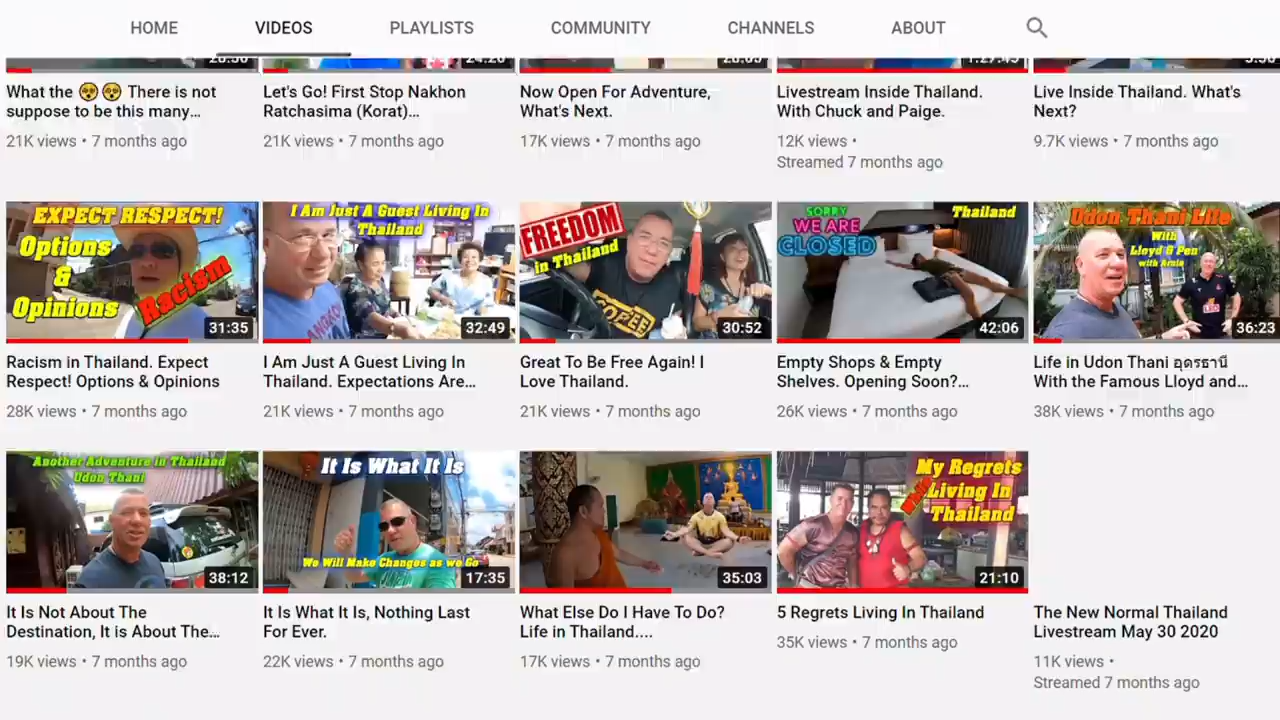 HOME VIDEOS PLAYLISTS COMMUNITY CHANNELS ABOUT
28:50 24:20 28:05 1:27:45 5:50
What the 😵😵 There is not
suppose to be this many…
21K views • 7 months ago
Let's Go! First Stop Nakhon
Ratchasima (Korat)…
21K views • 7 months ago
Now Open For Adventure,
What's Next.
17K views • 7 months ago
Livestream Inside Thailand.
With Chuck and Paige.
12K views •
Streamed 7 months ago
Live Inside Thailand. What's
Next?
9.7K views • 7 months ago
EXPECT RESPECT!
Options
&
Opinions
Racism
31:35
Racism in Thailand. Expect
Respect! Options & Opinions
28K views • 7 months ago
I Am Just A Guest Living In
Thailand
32:49
I Am Just A Guest Living In
Thailand. Expectations Are…
21K views • 7 months ago
FREEDOM
in Thailand
30:52
Great To Be Free Again! I
Love Thailand.
21K views • 7 months ago
SORRY
WE ARE
CLOSED
Thailand
42:06
Empty Shops & Empty
Shelves. Opening Soon?…
26K views • 7 months ago
Udon Thani Life
With
Lloyd & Pen
with Arnie
36:23
Life in Udon Thani อุดรธานี
With the Famous Lloyd and…
38K views • 7 months ago
Another Adventure in Thailand
Udon Thani
38:12
It Is Not About The
Destination, It is About The…
19K views • 7 months ago
It Is What It Is
We Will Make Changes as we Go
17:35
It Is What It Is, Nothing Last
For Ever.
22K views • 7 months ago
35:03
What Else Do I Have To Do?
Life in Thailand....
17K views • 7 months ago
My Regrets
Living In
Thailand
21:10
5 Regrets Living In Thailand
35K views • 7 months ago
The New Normal Thailand
Livestream May 30 2020
11K views •
Streamed 7 months ago